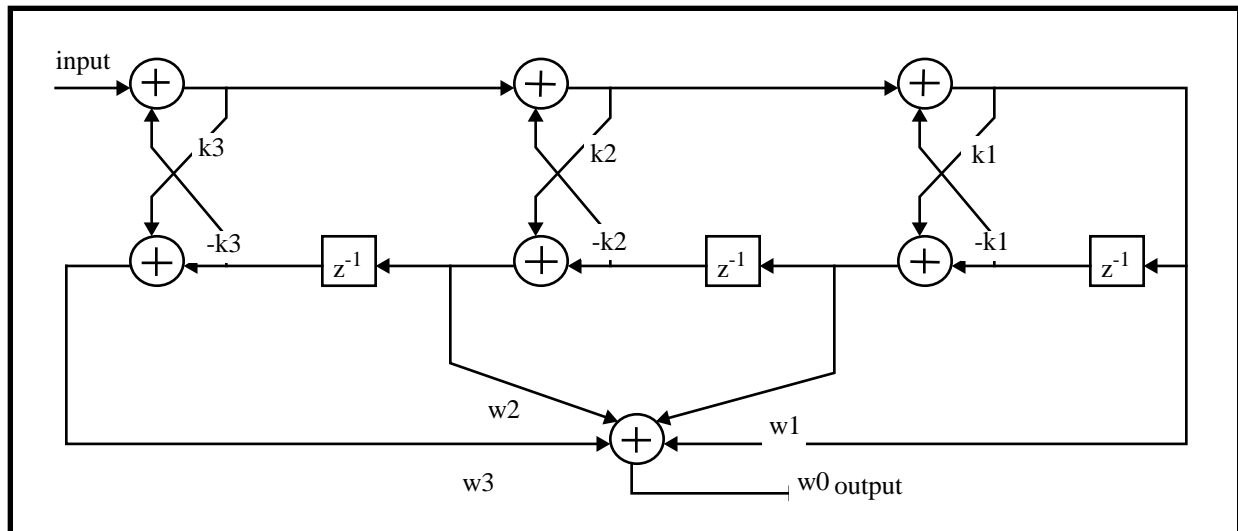 input
+ + +
k3 k2 k1
-k3 -k2 -k1
+ z-1 + z-1 + z-1
w2 w1
+
w3 w0 output